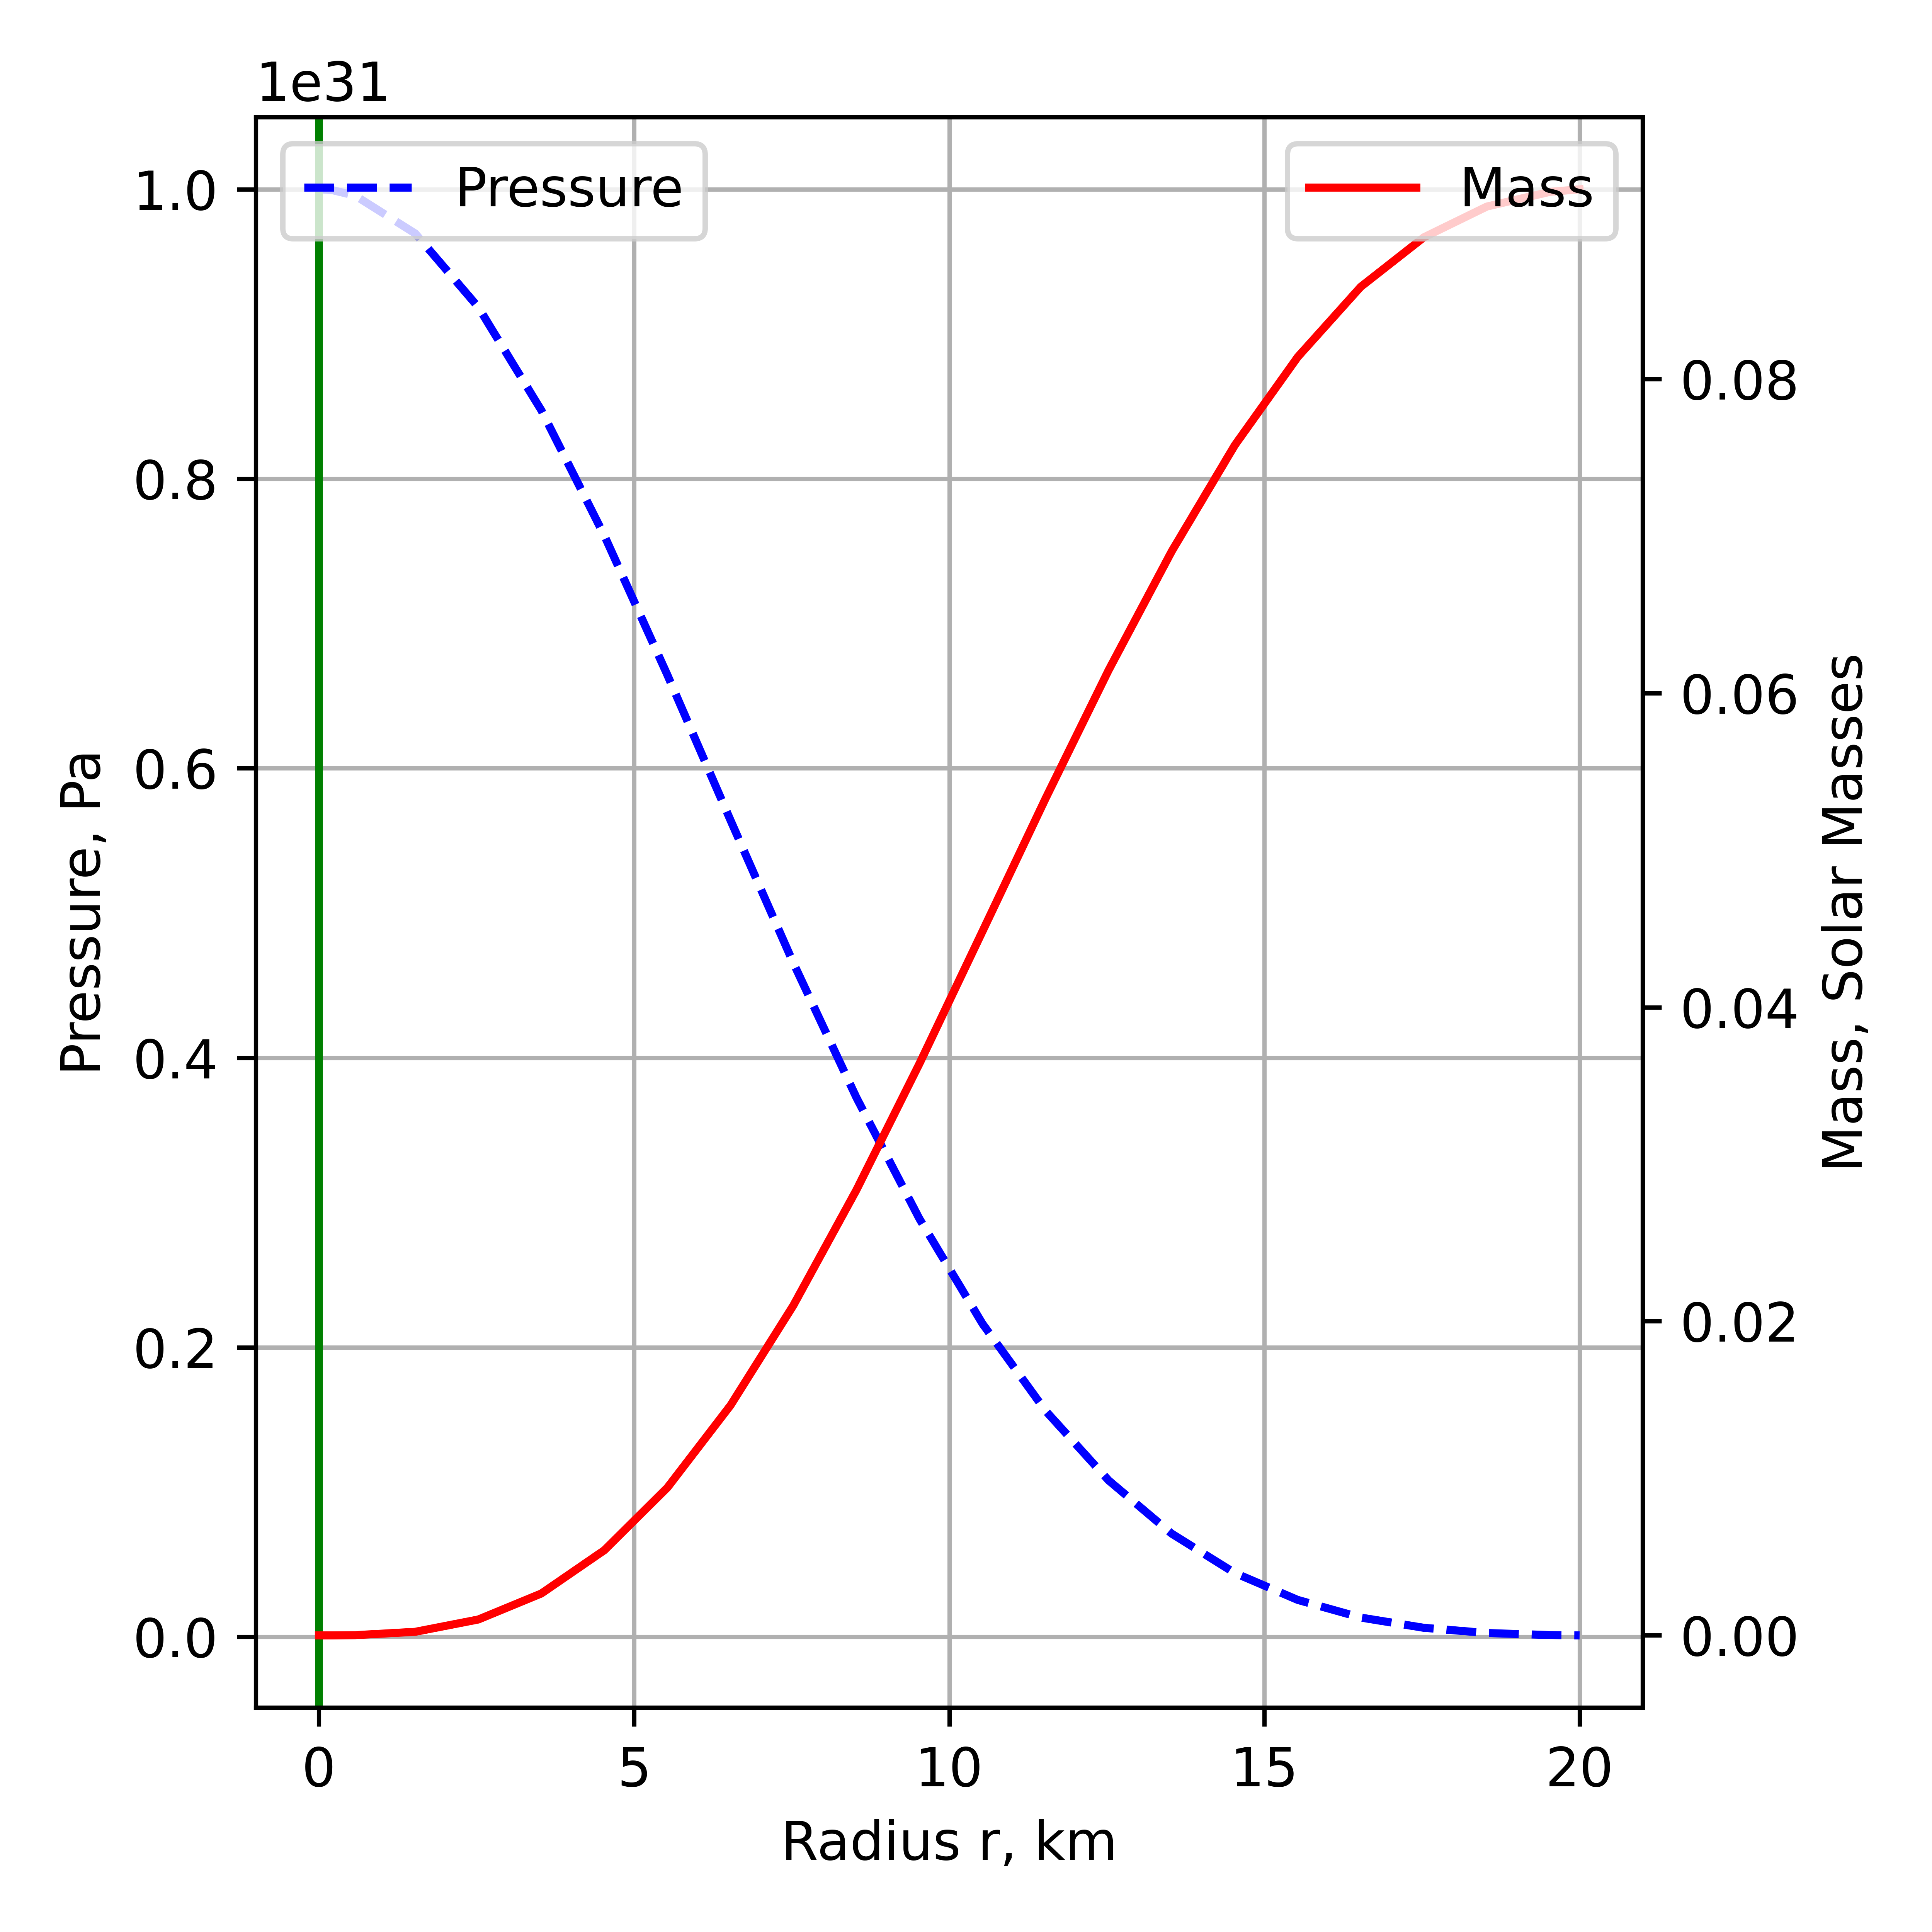 1e31
Pressure
Mass
1.0
0.8
0.6
0.4
0.2
0.0
Pressure, Pa
0.08
0.06
0.04
0.02
0.00
Mass, Solar Masses
0 5 10 15 20
Radius r, km